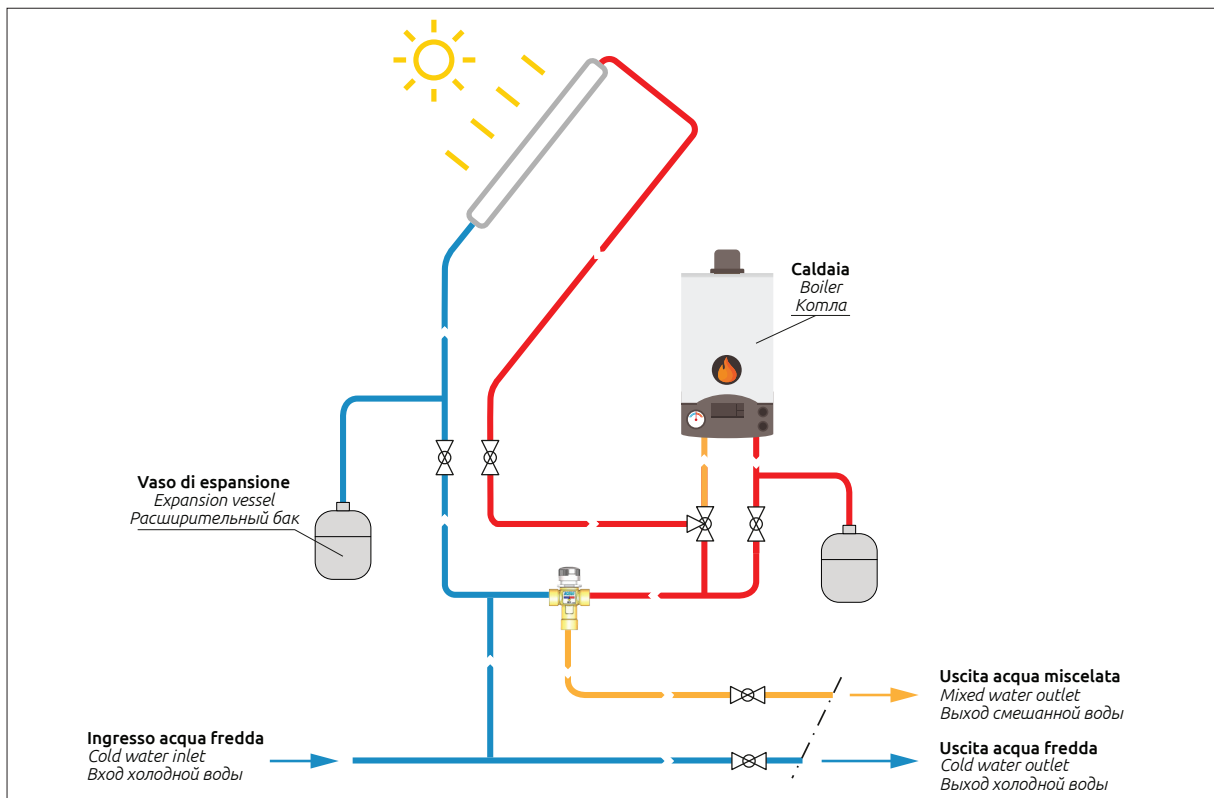 Caldaia
Boiler
Котла
Vaso di espansione
Expansion vessel
Расширительный бак
Uscita acqua miscelata
Mixed water outlet
Выход смешанной воды
Ingresso acqua fredda
Cold water inlet
Вход холодной воды
Uscita acqua fredda
Cold water outlet
Выход холодной воды